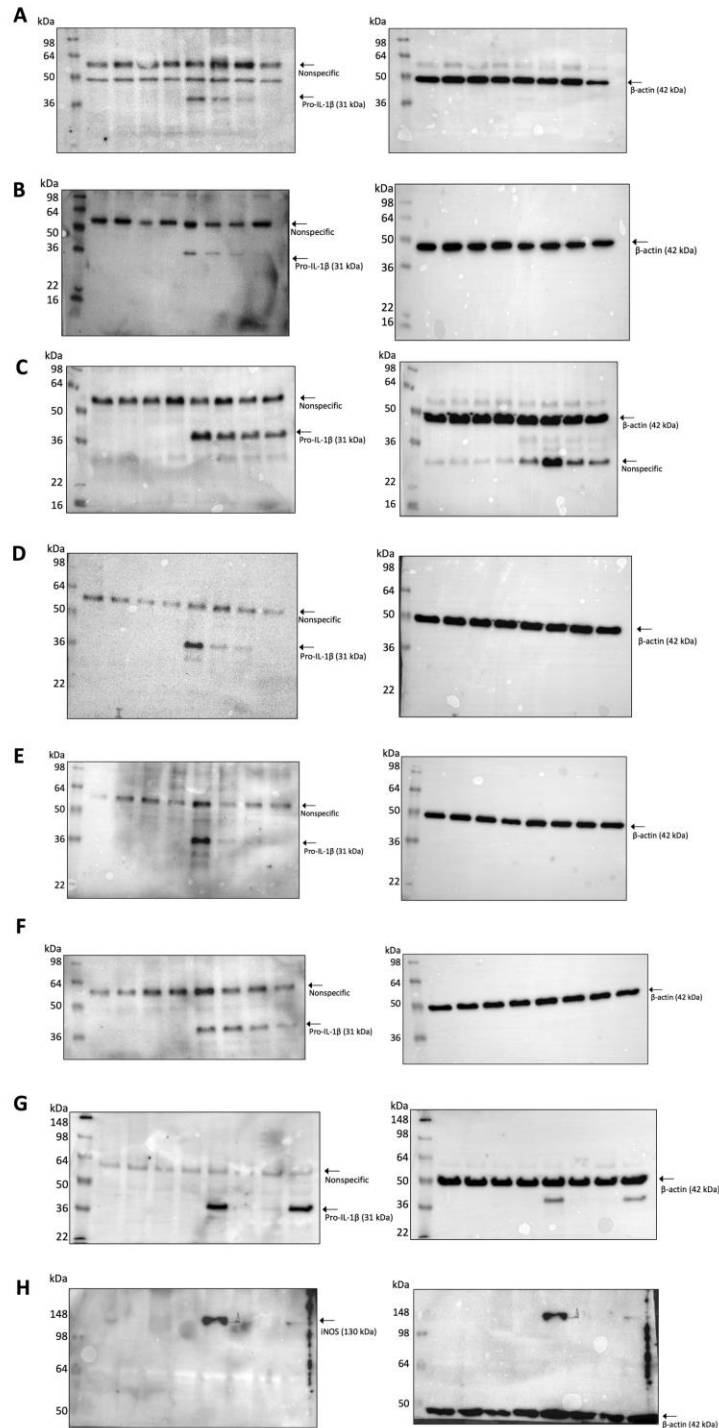 A
kDa
98
64
50
36
Nonspecific
Pro-IL-1β (31 kDa)
β-actin (42 kDa)
B
kDa
98
64
50
36
22
16
Nonspecific
Pro-IL-1β (31 kDa)
kDa
50
36
22
16
β-actin (42 kDa)
C
kDa
98
64
50
36
22
16
Nonspecific
Pro-IL-1β (31 kDa)
kDa
98
64
50
36
22
16
β-actin (42 kDa)
Nonspecific
D
kDa
98
64
50
36
22
Nonspecific
Pro-IL-1β (31 kDa)
kDa
98
64
50
36
22
β-actin (42 kDa)
E
kDa
98
64
50
36
22
Nonspecific
Pro-IL-1β (31 kDa)
kDa
98
64
50
36
22
β-actin (42 kDa)
F
kDa
98
64
50
36
Nonspecific
Pro-IL-1β (31 kDa)
kDa
98
64
50
36
β-actin (42 kDa)
G
kDa
148
98
64
50
36
22
Nonspecific
Pro-IL-1β (31 kDa)
kDa
148
98
64
50
36
22
β-actin (42 kDa)
H
kDa
148
98
64
50
iNOS (130 kDa)
kDa
148
98
64
50
β-actin (42 kDa)